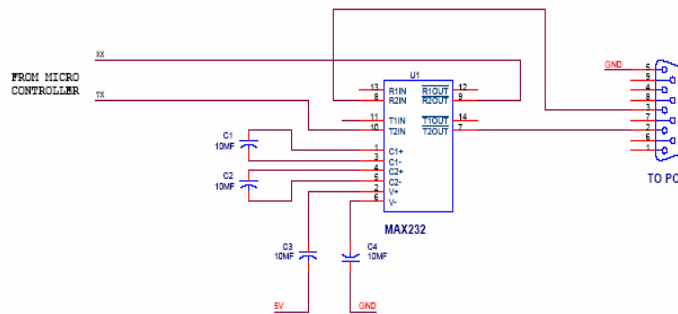 RX
FROM MICRO
CONTROLLER
TX
U1
13 R1IN R1OUT 12
8 R2IN R2OUT 9
11 T1IN T1OUT 14
10 T2IN T2OUT 7
1 C1+
3 C1-
4 C2+
5 C2-
2 V+
6 V-
MAX232
C1
10MF
C2
10MF
C3
10MF
C4
10MF
5V
GND
GND
5
9
4
8
3
7
2
6
1
TO PC